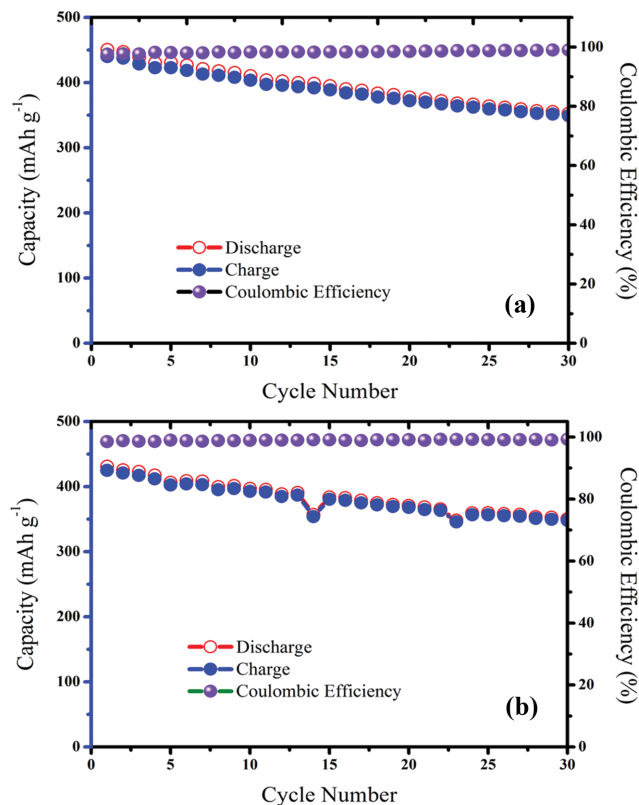 500
400
300
200
100
0
Capacity (mAh g⁻¹)
100
80
60
40
20
0
Coulombic Efficiency (%)
Discharge
Charge
Coulombic Efficiency
(a)
0 5 10 15 20 25 30
Cycle Number
500
400
300
200
100
0
Capacity (mAh g⁻¹)
100
80
60
40
20
0
Coulombic Efficiency (%)
Discharge
Charge
Coulombic Efficiency
(b)
0 5 10 15 20 25 30
Cycle Number